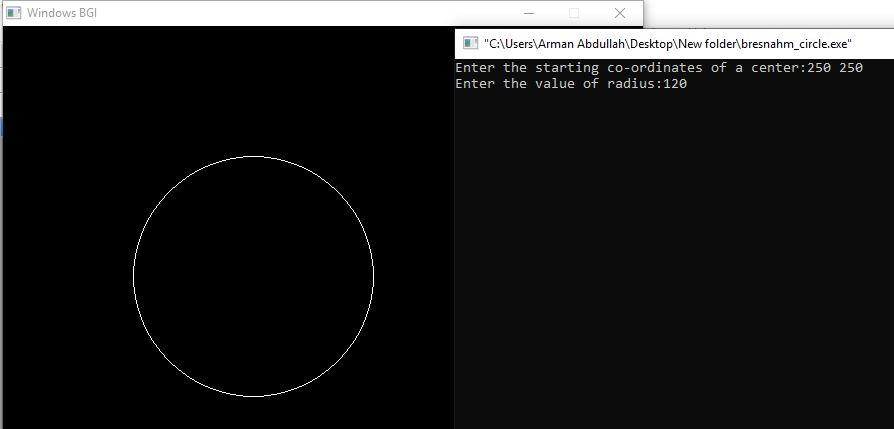 Windows BGI
"C:\Users\Arman Abdullah\Desktop\New folder\bresnahm_circle.exe"
Enter the starting co-ordinates of a center:250 250
Enter the value of radius:120